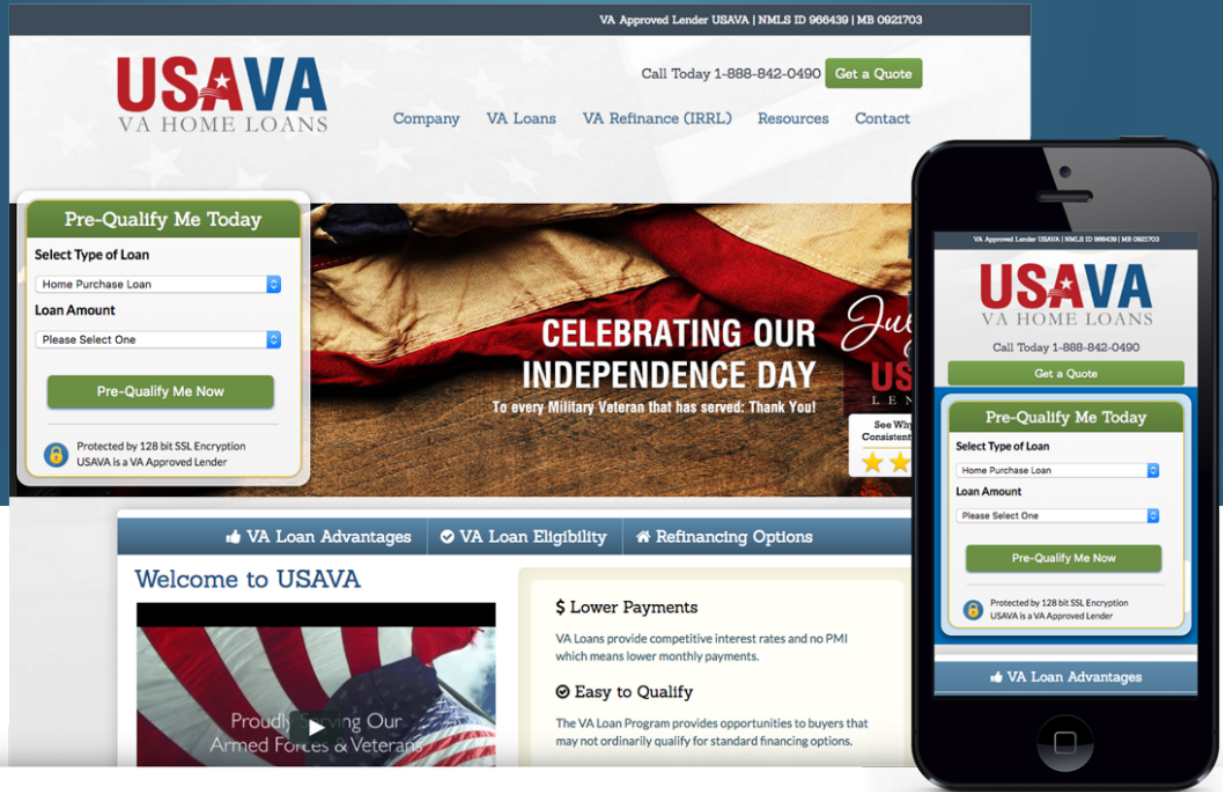 VA Approved Lender USAVA | NMLS ID 966439 | MB 0921703
USAVA
VA HOME LOANS
Call Today 1-888-842-0490
Get a Quote
Company
VA Loans
VA Refinance (IRRL)
Resources
Contact
Pre-Qualify Me Today
Select Type of Loan
Home Purchase Loan
Loan Amount
Please Select One
Pre-Qualify Me Now
Protected by 128 bit SSL Encryption
USAVA is a VA Approved Lender
CELEBRATING OUR
INDEPENDENCE DAY
To every Military Veteran that has served: Thank You!
US
LEN
See Why
Consistent
VA Loan Advantages
VA Loan Eligibility
Refinancing Options
Welcome to USAVA
Proudly Serving Our
Armed Forces & Veterans
$ Lower Payments
VA Loans provide competitive interest rates and no PMI
which means lower monthly payments.
Easy to Qualify
The VA Loan Program provides opportunities to buyers that
may not ordinarily qualify for standard financing options.
VA Approved Lender USAVA | NMLS ID 966439 | MB 0921703
USAVA
VA HOME LOANS
Call Today 1-888-842-0490
Get a Quote
Pre-Qualify Me Today
Select Type of Loan
Home Purchase Loan
Loan Amount
Please Select One
Pre-Qualify Me Now
Protected by 128 bit SSL Encryption
USAVA is a VA Approved Lender
VA Loan Advantages